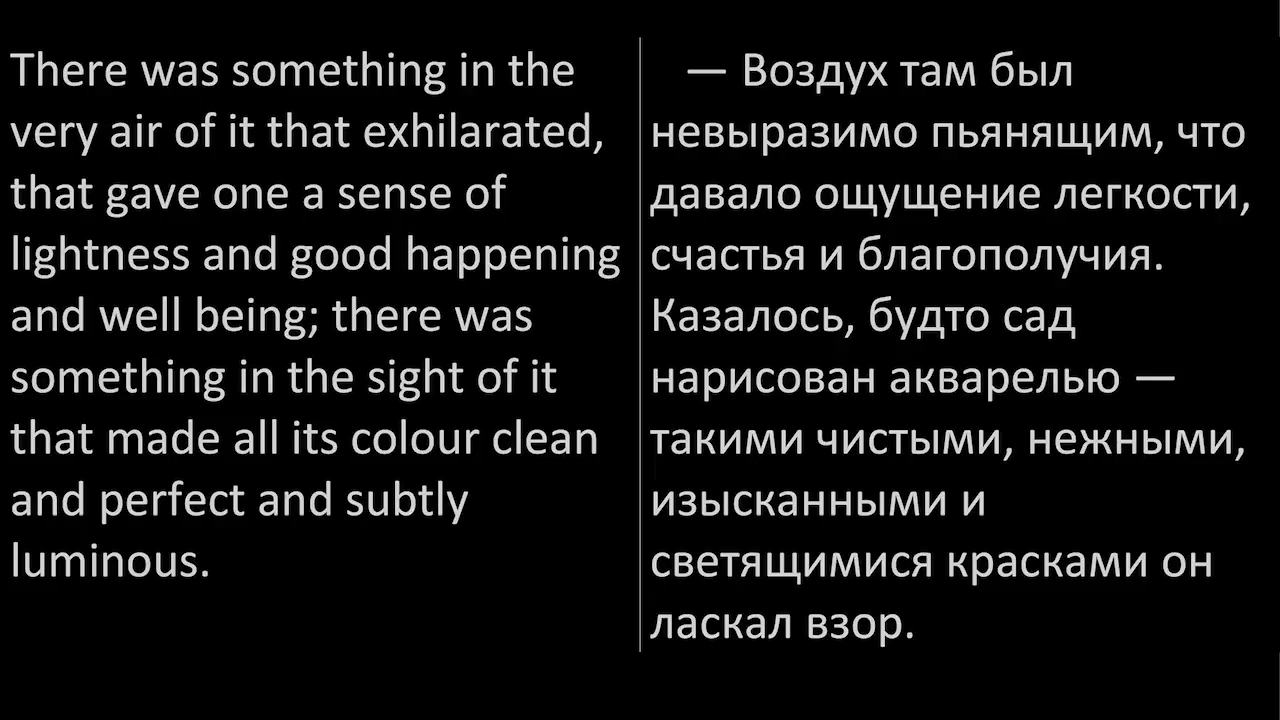 There was something in the
very air of it that exhilarated,
that gave one a sense of
lightness and good happening
and well being; there was
something in the sight of it
that made all its colour clean
and perfect and subtly
luminous.
— Воздух там был
невыразимо пьянящим, что
давало ощущение легкости,
счастья и благополучия.
Казалось, будто сад
нарисован акварелью —
такими чистыми, нежными,
изысканными и
светящимися красками он
ласкал взор.